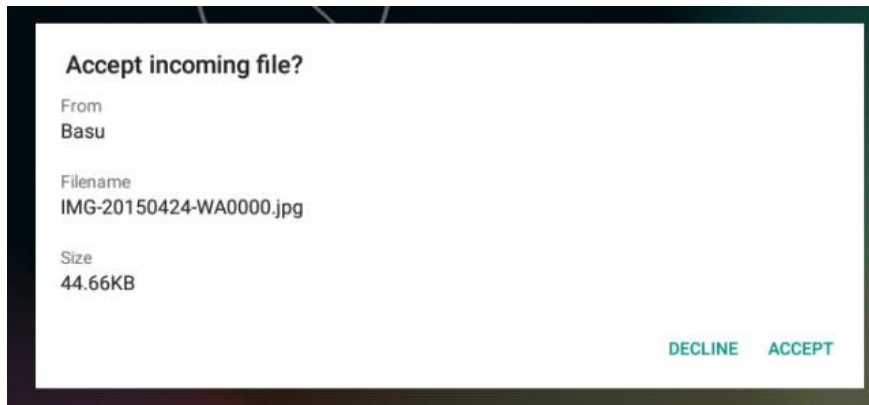 Accept incoming file?
From
Basu
Filename
IMG-20150424-WA0000.jpg
Size
44.66KB
DECLINE ACCEPT